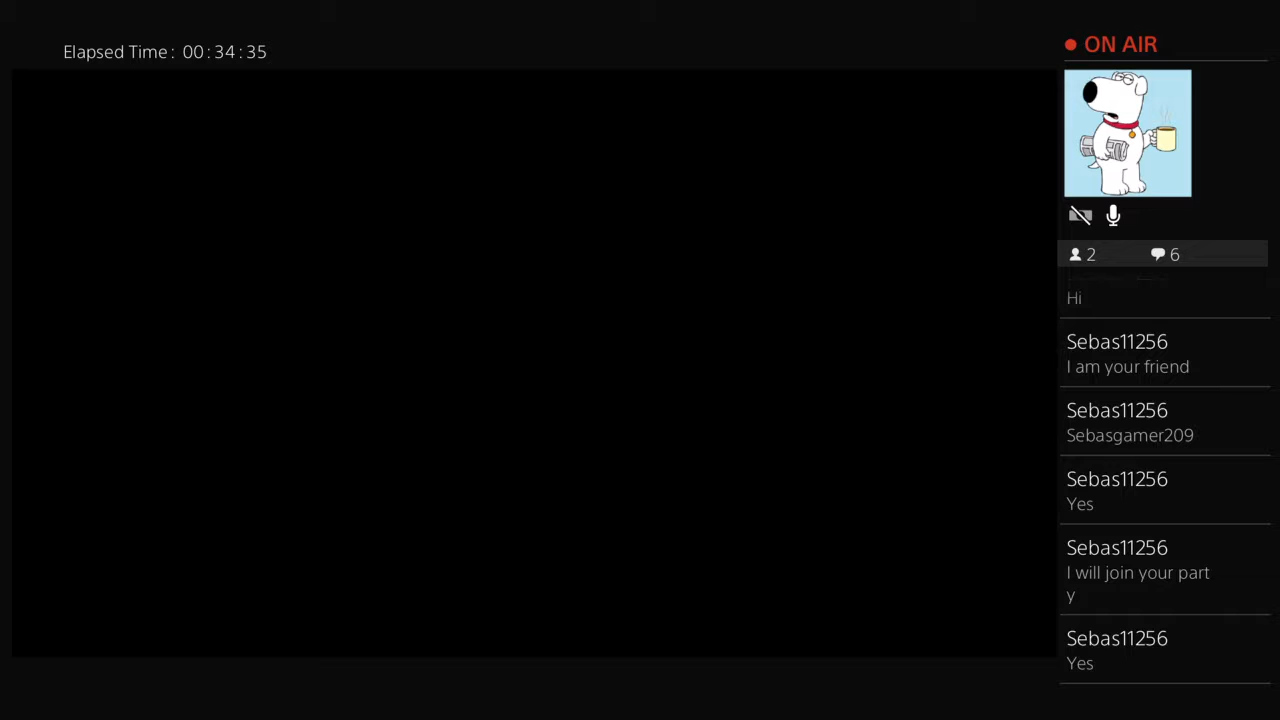 Elapsed Time: 00:34:35
ON AIR
2 6
Hi
Sebas11256
I am your friend
Sebas11256
Sebasgamer209
Sebas11256
Yes
Sebas11256
I will join your part
y
Sebas11256
Yes